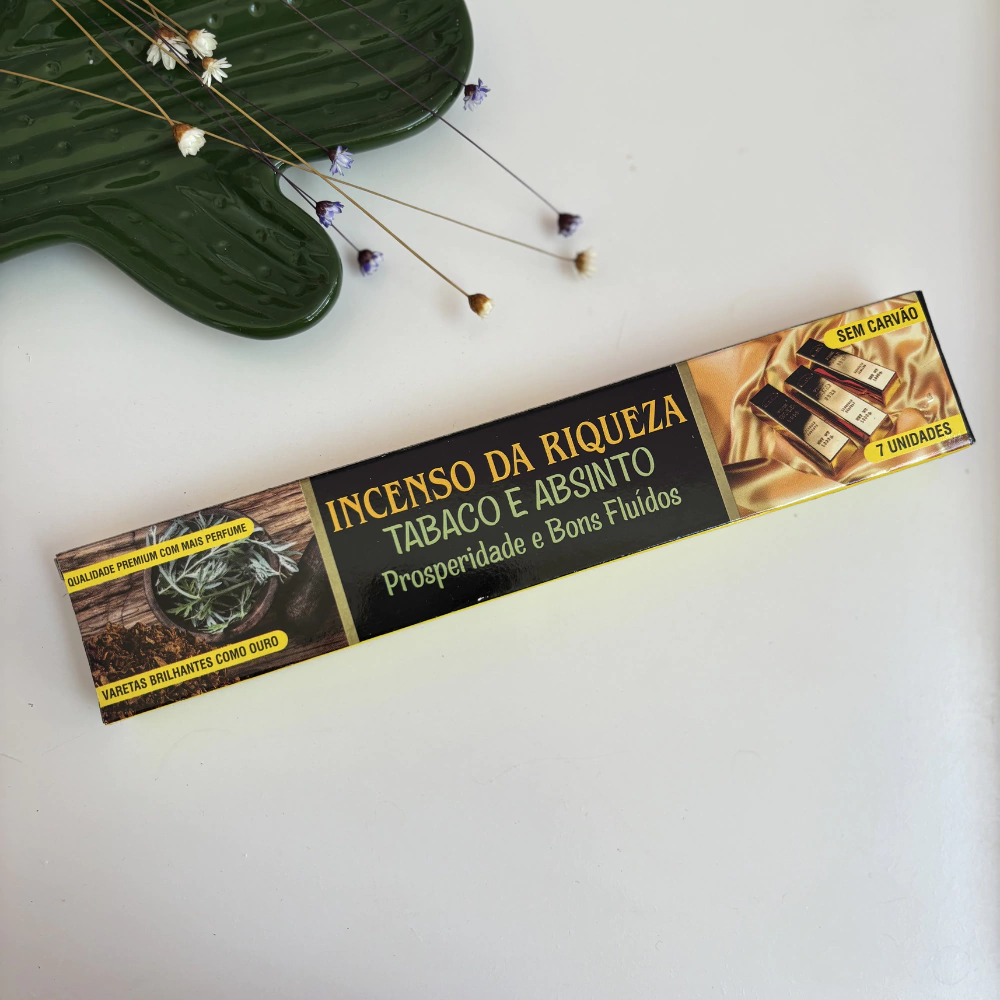 QUALIDADE PREMIUM COM MAIS PERFUME
VARETAS BRILHANTES COMO OURO
INCENSO DA RIQUEZA
TABACO E ABSINTO
Prosperidade e Bons Fluídos
SEM CARVÃO
7 UNIDADES